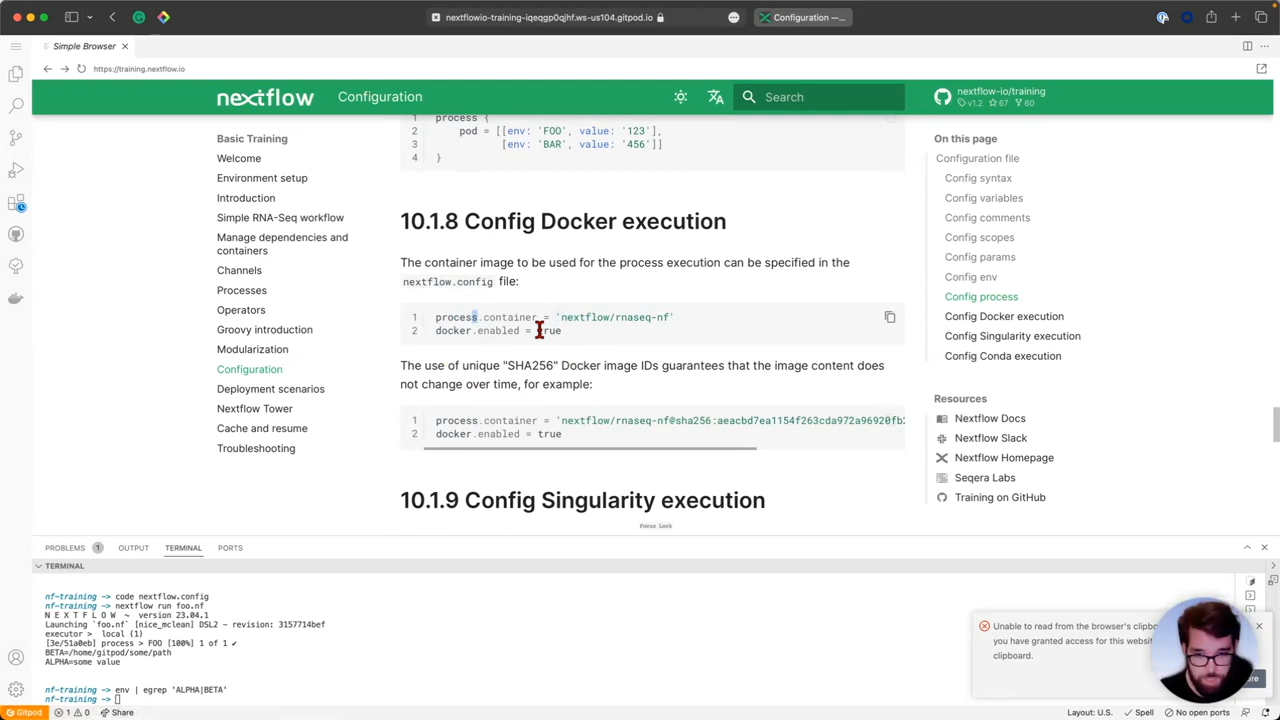 nextflowio-training-iqeqgp0qjhf.ws-us104.gitpod.io
Configuration —...
Simple Browser
https://training.nextflow.io
nextflow
Configuration
Search
nextflow-io/training
v1.2 67 60
Basic Training
Welcome
Environment setup
Introduction
Simple RNA-Seq workflow
Manage dependencies and
containers
Channels
Processes
Operators
Groovy introduction
Modularization
Configuration
Deployment scenarios
Nextflow Tower
Cache and resume
Troubleshooting
1 process {
2 pod = [[env: 'FOO', value: '123'],
3 [env: 'BAR', value: '456']]
4 }
10.1.8 Config Docker execution
The container image to be used for the process execution can be specified in the
nextflow.config file:
1 process.container = 'nextflow/rnaseq-nf'
2 docker.enabled = true
The use of unique "SHA256" Docker image IDs guarantees that the image content does
not change over time, for example:
1 process.container = 'nextflow/rnaseq-nf@sha256:aeacbd7ea1154f263cda972a96920fb
2 docker.enabled = true
10.1.9 Config Singularity execution
Focus Lock
On this page
Configuration file
Config syntax
Config variables
Config comments
Config scopes
Config params
Config env
Config process
Config Docker execution
Config Singularity execution
Config Conda execution
Resources
Nextflow Docs
Nextflow Slack
Nextflow Homepage
Seqera Labs
Training on GitHub
PROBLEMS 1 OUTPUT TERMINAL PORTS
TERMINAL
nf-training -> code nextflow.config
nf-training -> nextflow run foo.nf
N E X T F L O W ~ version 23.04.1
Launching `foo.nf` [nice_mclean] DSL2 - revision: 3157714bef
executor > local (1)
[3e/51a0eb] process > FOO [100%] 1 of 1 ✔
BETA=/home/gitpod/some/path
ALPHA=some value
nf-training -> env | egrep 'ALPHA|BETA'
nf-training ->
Unable to read from the browser's clipbo
you have granted access for this website
clipboard.
Gitpod 1 0 Share
Layout: U.S. Spell No open ports